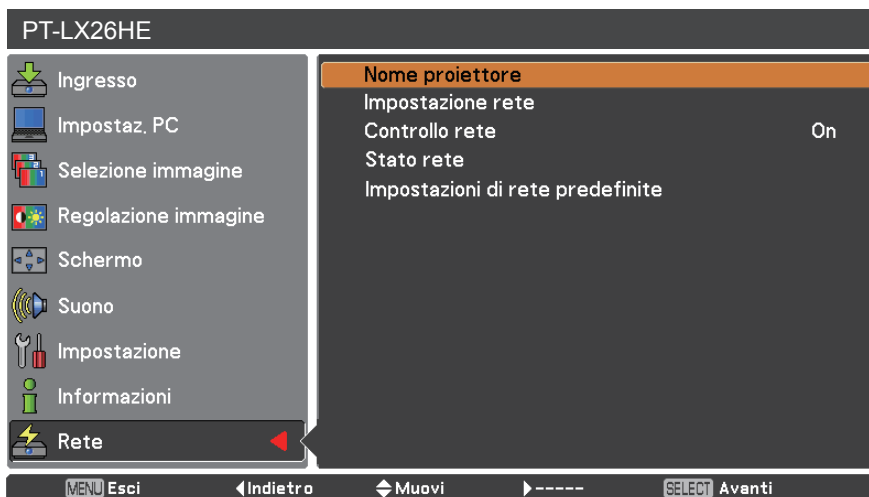 PT-LX26HE
Ingresso
Impostaz. PC
Selezione immagine
Regolazione immagine
Schermo
Suono
Impostazione
Informazioni
Rete
Nome proiettore
Impostazione rete
Controllo rete On
Stato rete
Impostazioni di rete predefinite
MENU Esci Indietro Muovi ----- SELECT Avanti